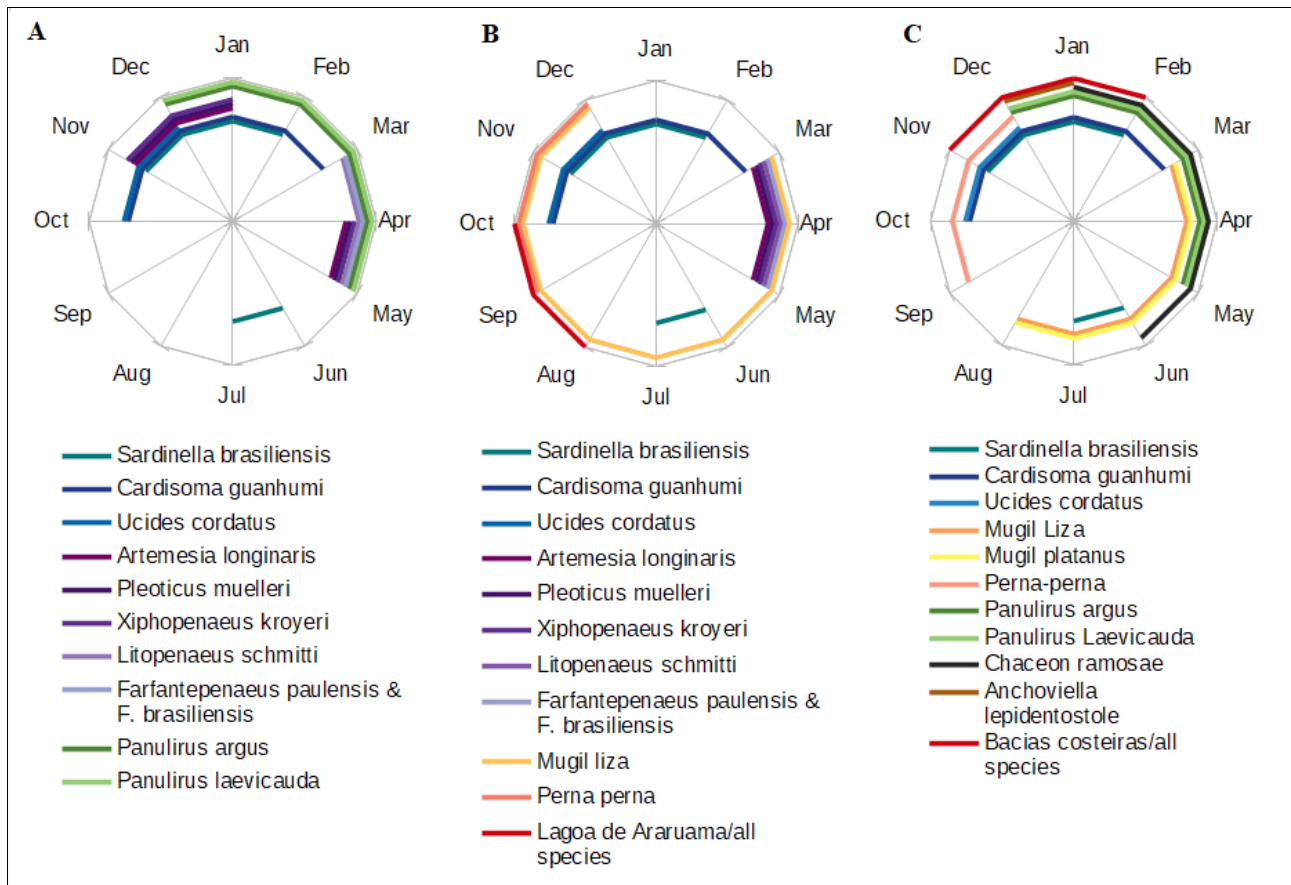 A
Jan
Feb
Mar
Apr
May
Jun
Jul
Aug
Sep
Oct
Nov
Dec
Sardinella brasiliensis
Cardisoma guanhumi
Ucides cordatus
Artemesia longinaris
Pleoticus muelleri
Xiphopenaeus kroyeri
Litopenaeus schmitti
Farfantepenaeus paulensis &
F. brasiliensis
Panulirus argus
Panulirus laevicauda
B
Jan
Feb
Mar
Apr
May
Jun
Jul
Aug
Sep
Oct
Nov
Dec
Sardinella brasiliensis
Cardisoma guanhumi
Ucides cordatus
Artemesia longinaris
Pleoticus muelleri
Xiphopenaeus kroyeri
Litopenaeus schmitti
Farfantepenaeus paulensis &
F. brasiliensis
Mugil liza
Perna perna
Lagoa de Araruama/all
species
C
Jan
Feb
Mar
Apr
May
Jun
Jul
Aug
Sep
Oct
Nov
Dec
Sardinella brasiliensis
Cardisoma guanhumi
Ucides cordatus
Mugil Liza
Mugil platanus
Perna-perna
Panulirus argus
Panulirus Laevicauda
Chaceon ramosae
Anchoviella
lepidentostole
Bacias costeiras/all
species